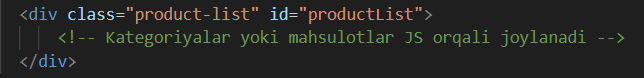 <div class="product-list" id="productList">
<!-- Kategoriyalar yoki mahsulotlar JS orqali joylanadi -->
</div>